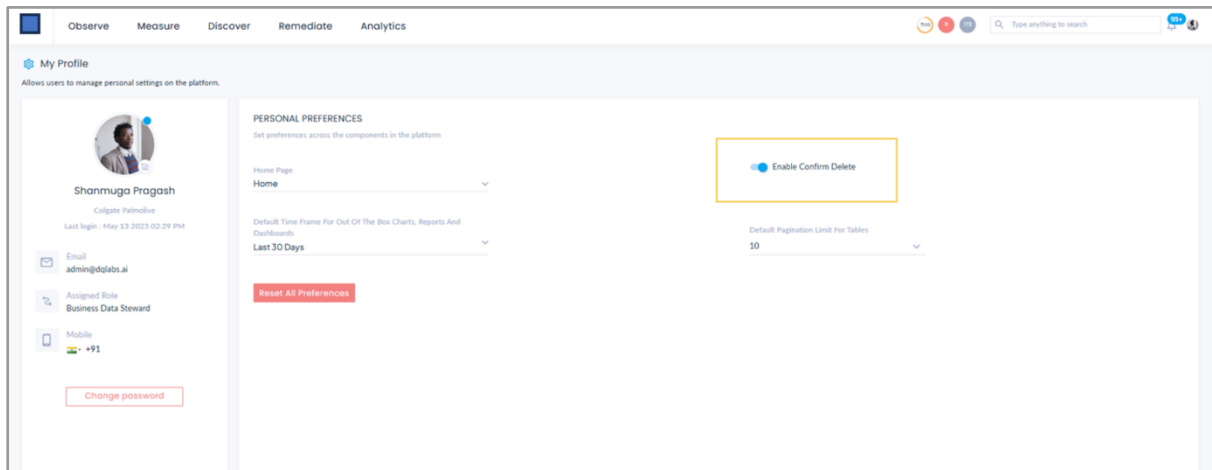 Observe Measure Discover Remediate Analytics
Type anything to search
99+
My Profile
Allows users to manage personal settings on the platform.
Shanmuga Pragash
Colgate Palmolive
Last login : May 13 2025 02:29 PM
Email
admin@dqlabs.ai
Assigned Role
Business Data Steward
Mobile
+91
Change password
PERSONAL PREFERENCES
Set preferences across the components in the platform
Home Page
Home
Default Time Frame For Out Of The Box Charts, Reports And
Dashboards
Last 30 Days
Reset All Preferences
Enable Confirm Delete
Default Pagination Limit For Tables
10